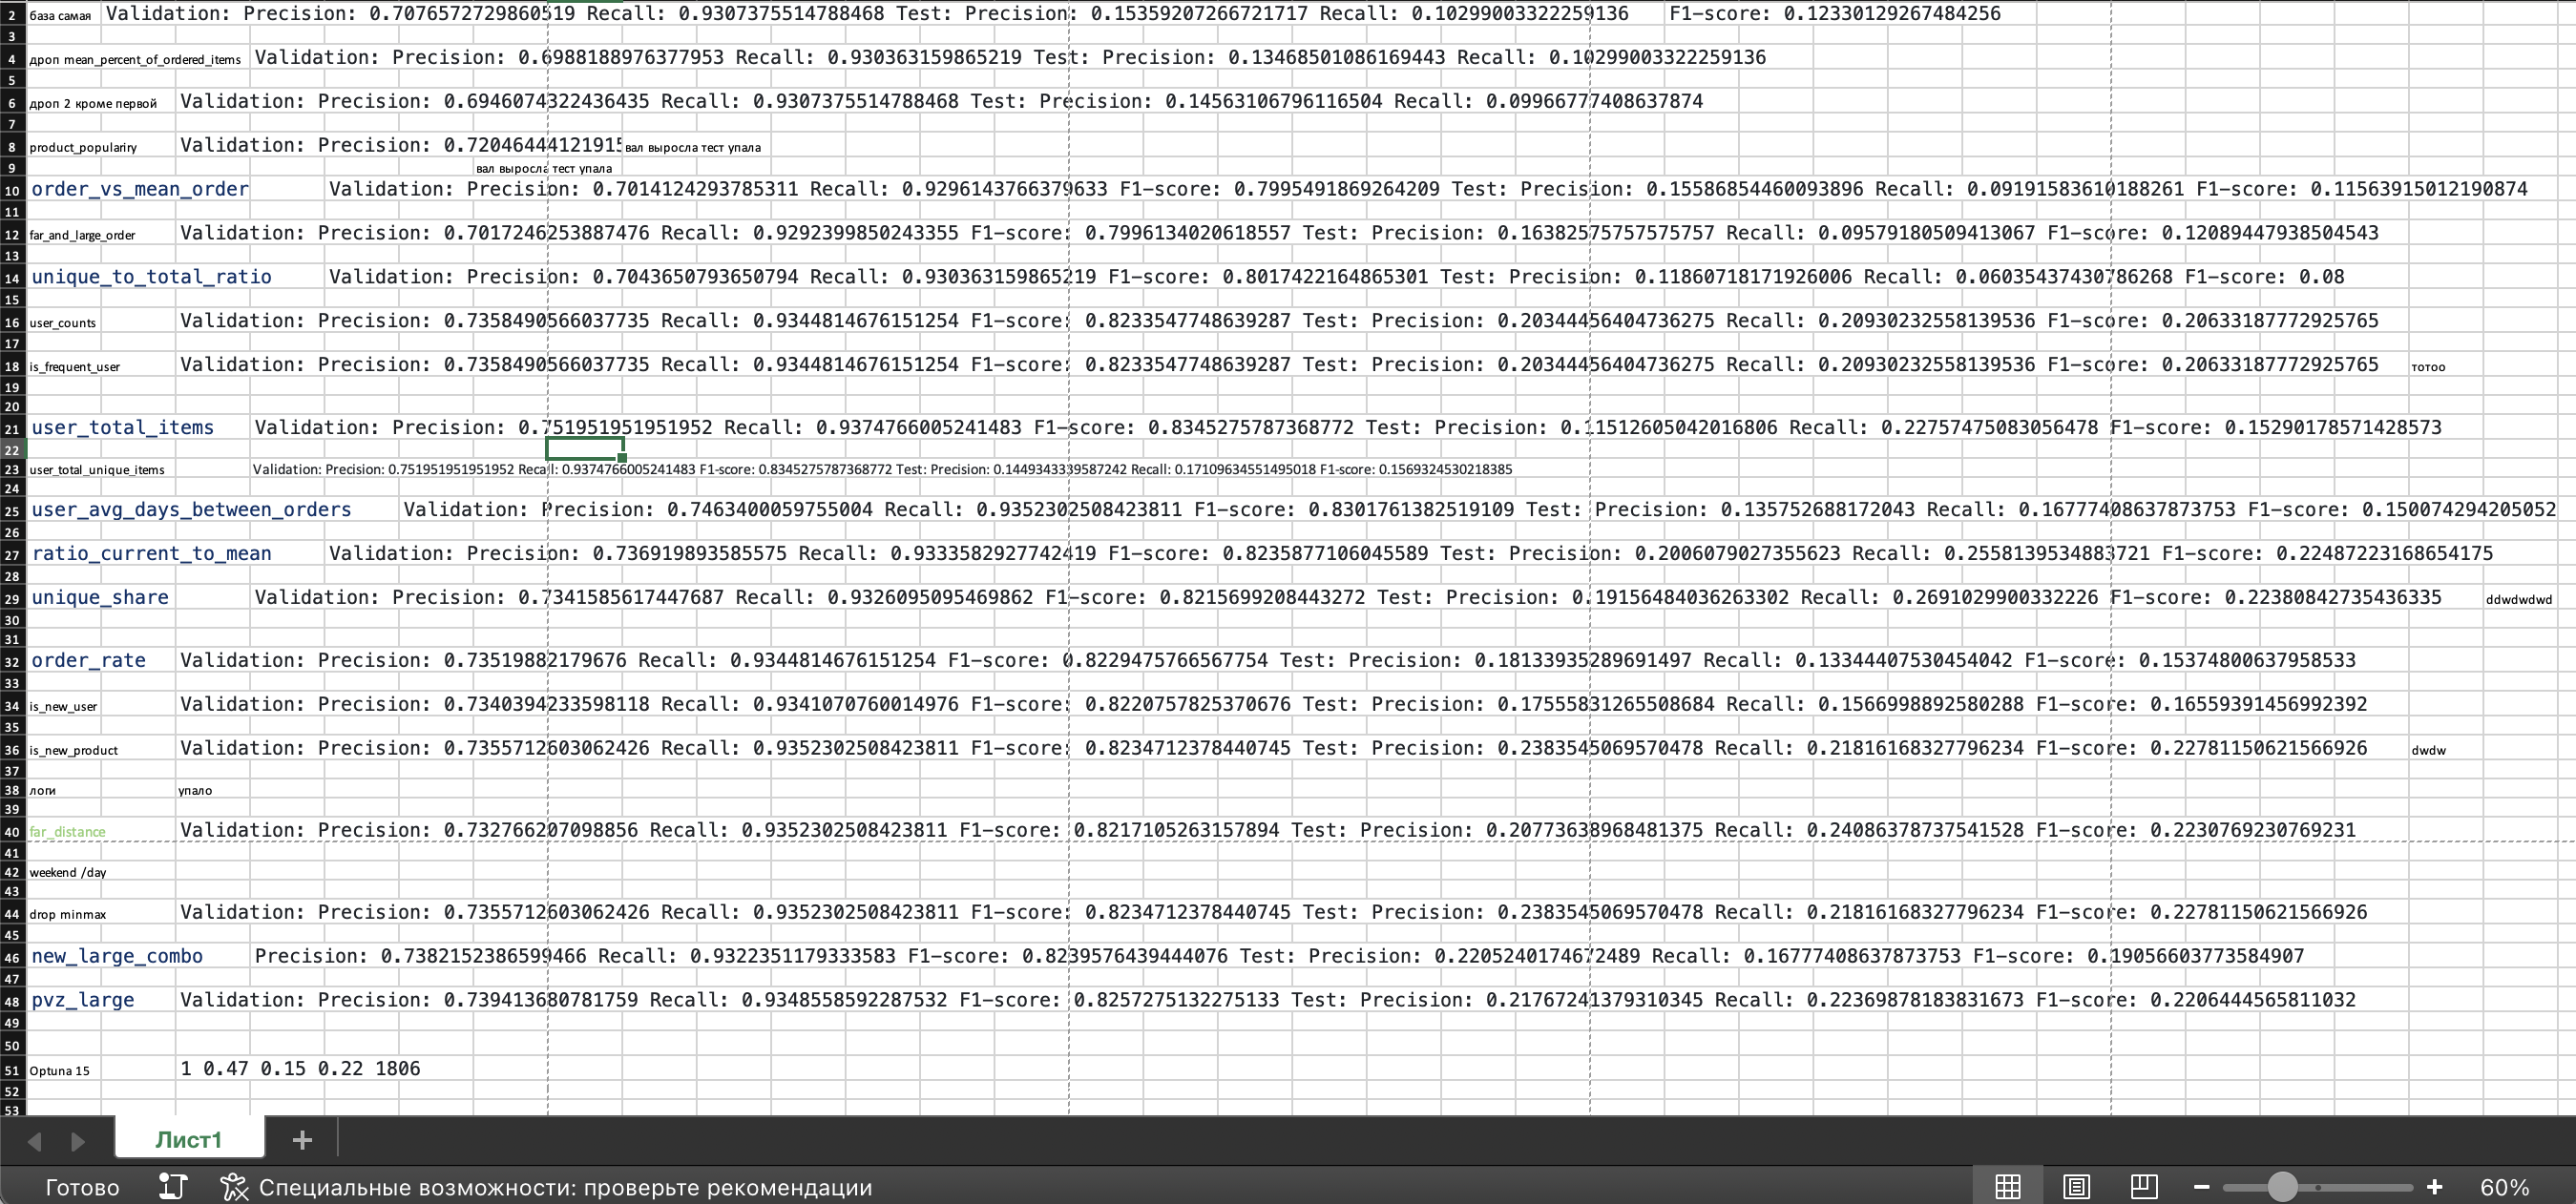 2 база самая Validation: Precision: 0.7076572729860519 Recall: 0.9307375514788468 Test: Precision: 0.15359207266721717 Recall: 0.10299003322259136 F1-score: 0.12330129267484256
3
4 дроп mean_percent_of_ordered_items Validation: Precision: 0.6988188976377953 Recall: 0.930363159865219 Test: Precision: 0.13468501086169443 Recall: 0.10299003322259136
5
6 дроп 2 кроме первой Validation: Precision: 0.6946074322436435 Recall: 0.9307375514788468 Test: Precision: 0.14563106796116504 Recall: 0.09966777408637874
7
8 product_popularity Validation: Precision: 0.72046444121915 вал выросла тест упала
9 вал выросла тест упала
10 order_vs_mean_order Validation: Precision: 0.7014124293785311 Recall: 0.9296143766379633 F1-score: 0.7995491869264209 Test: Precision: 0.15586854460093896 Recall: 0.09191583610188261 F1-score: 0.11563915012190874
11
12 far_and_large_order Validation: Precision: 0.7017246253887476 Recall: 0.9292399850243355 F1-score: 0.7996134020618557 Test: Precision: 0.16382575757575757 Recall: 0.09579180509413067 F1-score: 0.12089447938504543
13
14 unique_to_total_ratio Validation: Precision: 0.7043650793650794 Recall: 0.930363159865219 F1-score: 0.8017422164865301 Test: Precision: 0.11860718171926006 Recall: 0.06035437430786268 F1-score: 0.08
15
16 user_counts Validation: Precision: 0.7358490566037735 Recall: 0.9344814676151254 F1-score: 0.8233547748639287 Test: Precision: 0.20344456404736275 Recall: 0.20930232558139536 F1-score: 0.20633187772925765
17
18 is_frequent_user Validation: Precision: 0.7358490566037735 Recall: 0.9344814676151254 F1-score: 0.8233547748639287 Test: Precision: 0.20344456404736275 Recall: 0.20930232558139536 F1-score: 0.20633187772925765 тотоо
19
20
21 user_total_items Validation: Precision: 0.751951951951952 Recall: 0.9374766005241483 F1-score: 0.8345275787368772 Test: Precision: 0.11512605042016806 Recall: 0.22757475083056478 F1-score: 0.15290178571428573
22
23 user_total_unique_items Validation: Precision: 0.751951951951952 Recall: 0.9374766005241483 F1-score: 0.8345275787368772 Test: Precision: 0.1449343339587242 Recall: 0.17109634551495018 F1-score: 0.1569324530218385
24
25 user_avg_days_between_orders Validation: Precision: 0.7463400059755004 Recall: 0.9352302508423811 F1-score: 0.8301761382519109 Test: Precision: 0.135752688172043 Recall: 0.16777408637873753 F1-score: 0.150074294205052
26
27 ratio_current_to_mean Validation: Precision: 0.736919893585575 Recall: 0.9333582927742419 F1-score: 0.8235877106045589 Test: Precision: 0.2006079027355623 Recall: 0.2558139534883721 F1-score: 0.22487223168654175
28
29 unique_share Validation: Precision: 0.7341585617447687 Recall: 0.9326095095469862 F1-score: 0.8215699208443272 Test: Precision: 0.19156484036263302 Recall: 0.2691029900332226 F1-score: 0.22380842735436335 ddwdwdwd
30
31
32 order_rate Validation: Precision: 0.73519882179676 Recall: 0.9344814676151254 F1-score: 0.8229475766567754 Test: Precision: 0.18133935289691497 Recall: 0.13344407530454042 F1-score: 0.15374800637958533
33
34 is_new_user Validation: Precision: 0.7340394233598118 Recall: 0.9341070760014976 F1-score: 0.8220757825370676 Test: Precision: 0.17555831265508684 Recall: 0.1566998892580288 F1-score: 0.16559391456992392
35
36 is_new_product Validation: Precision: 0.7355712603062426 Recall: 0.9352302508423811 F1-score: 0.8234712378440745 Test: Precision: 0.2383545069570478 Recall: 0.21816168327796234 F1-score: 0.22781150621566926 dwdw
37
38 логи упало
39
40 far_distance Validation: Precision: 0.732766207098856 Recall: 0.9352302508423811 F1-score: 0.8217105263157894 Test: Precision: 0.20773638968481375 Recall: 0.24086378737541528 F1-score: 0.2230769230769231
41
42 weekend /day
43
44 drop minmax Validation: Precision: 0.7355712603062426 Recall: 0.9352302508423811 F1-score: 0.8234712378440745 Test: Precision: 0.2383545069570478 Recall: 0.21816168327796234 F1-score: 0.22781150621566926
45
46 new_large_combo Precision: 0.7382152386599466 Recall: 0.9322351179333583 F1-score: 0.8239576439444076 Test: Precision: 0.2205240174672489 Recall: 0.16777408637873753 F1-score: 0.19056603773584907
47
48 pvz_large Validation: Precision: 0.739413680781759 Recall: 0.9348558592287532 F1-score: 0.8257275132275133 Test: Precision: 0.21767241379310345 Recall: 0.22369878183831673 F1-score: 0.2206444565811032
49
50
51 Optuna 15 1 0.47 0.15 0.22 1806
52
53
Лист1 +
Готово Специальные возможности: проверьте рекомендации − + 60%